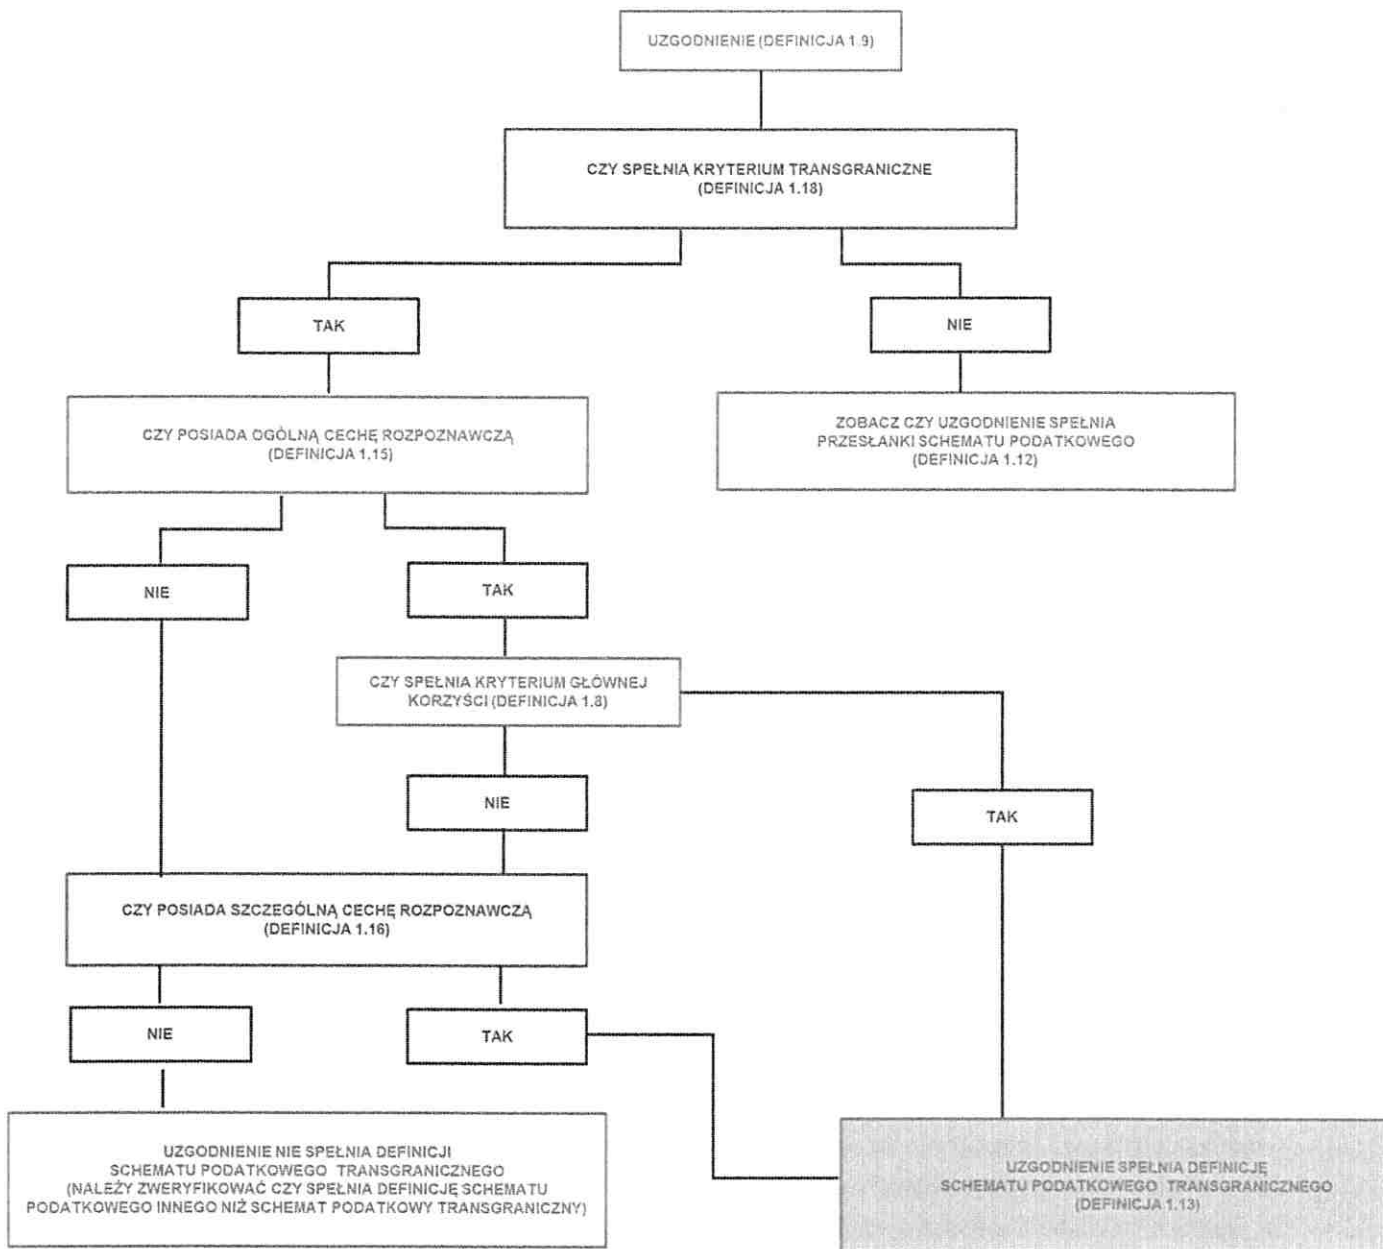 UZGODNIENIE (DEFINICJA 1.9)
CZY SPEŁNIA KRYTERIUM TRANSGRANICZNE
(DEFINICJA 1.18)
TAK
NIE
CZY POSIADA OGÓLNĄ CECHĘ ROZPOZNAWCZĄ
(DEFINICJA 1.15)
ZOBACZ CZY UZGODNIENIE SPEŁNIA
PRZESŁANKI SCHEMATU PODATKOWEGO
(DEFINICJA 1.12)
NIE
TAK
CZY SPEŁNIA KRYTERIUM GŁÓWNEJ
KORZYŚCI (DEFINICJA 1.8)
NIE
TAK
CZY POSIADA SZCZEGÓLNĄ CECHĘ ROZPOZNAWCZĄ
(DEFINICJA 1.16)
NIE
TAK
UZGODNIENIE NIE SPEŁNIA DEFINICJI
SCHEMATU PODATKOWEGO TRANSGRANICZNEGO
(NALEŻY ZWERYFIKOWAĆ CZY SPEŁNIA DEFINICJĘ SCHEMATU
PODATKOWEGO INNEGO NIŻ SCHEMAT PODATKOWY TRANSGRANICZNY)
UZGODNIENIE SPEŁNIA DEFINICJĘ
SCHEMATU PODATKOWEGO TRANSGRANICZNEGO
(DEFINICJA 1.13)